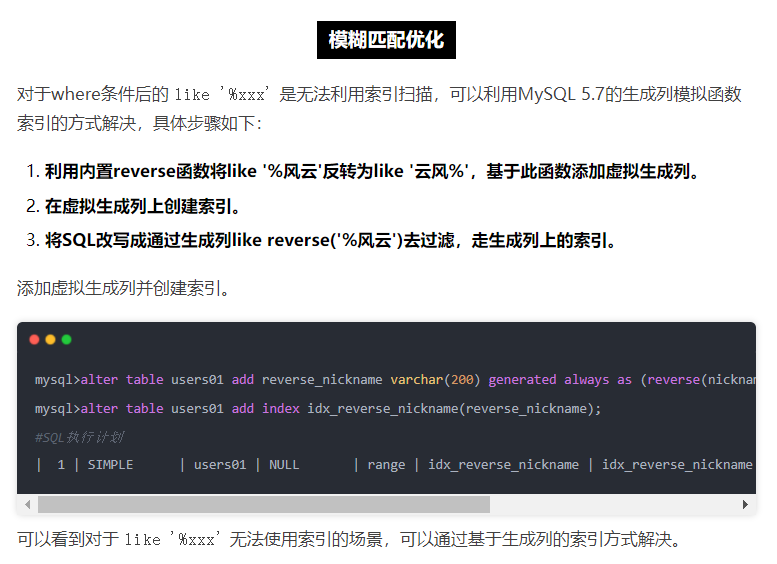 模糊匹配优化
对于where条件后的 like '%xxx' 是无法利用索引扫描，可以利用MySQL 5.7的生成列模拟函数
索引的方式解决，具体步骤如下：
1. 利用内置reverse函数将like '%风云'反转为like '云风%'，基于此函数添加虚拟生成列。
2. 在虚拟生成列上创建索引。
3. 将SQL改写成通过生成列like reverse('%风云')去过滤，走生成列上的索引。
添加虚拟生成列并创建索引。
mysql>alter table users01 add reverse_nickname varchar(200) generated always as (reverse(nicknam
mysql>alter table users01 add index idx_reverse_nickname(reverse_nickname);
#SQL执行计划
| 1 | SIMPLE | users01 | NULL | range | idx_reverse_nickname | idx_reverse_nickname
可以看到对于 like '%xxx' 无法使用索引的场景，可以通过基于生成列的索引方式解决。